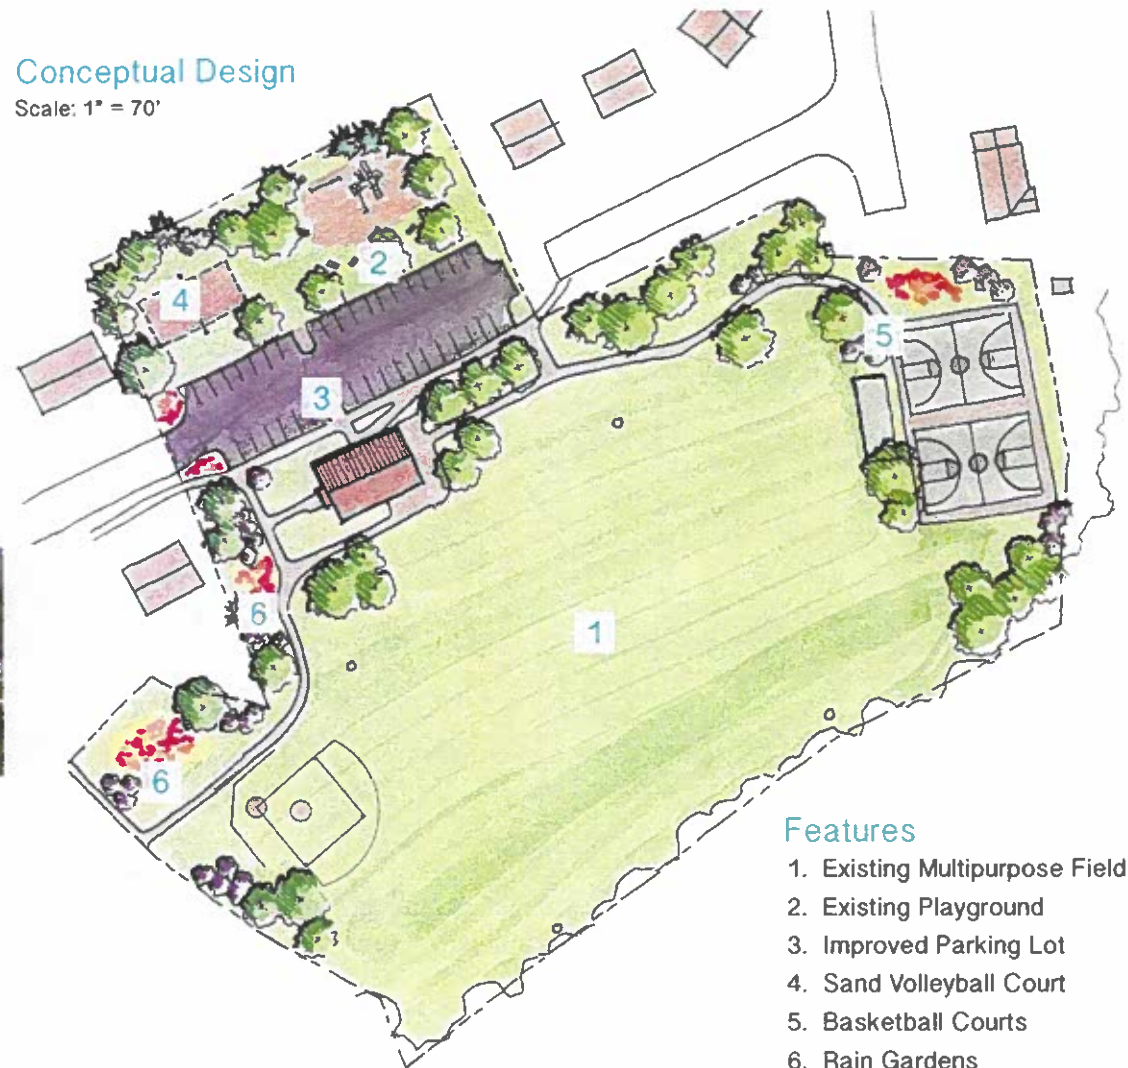 Conceptual Design
Scale: 1" = 70'
2
4
3
5
6
1
6
Features
1. Existing Multipurpose Field
2. Existing Playground
3. Improved Parking Lot
4. Sand Volleyball Court
5. Basketball Courts
6. Rain Gardens